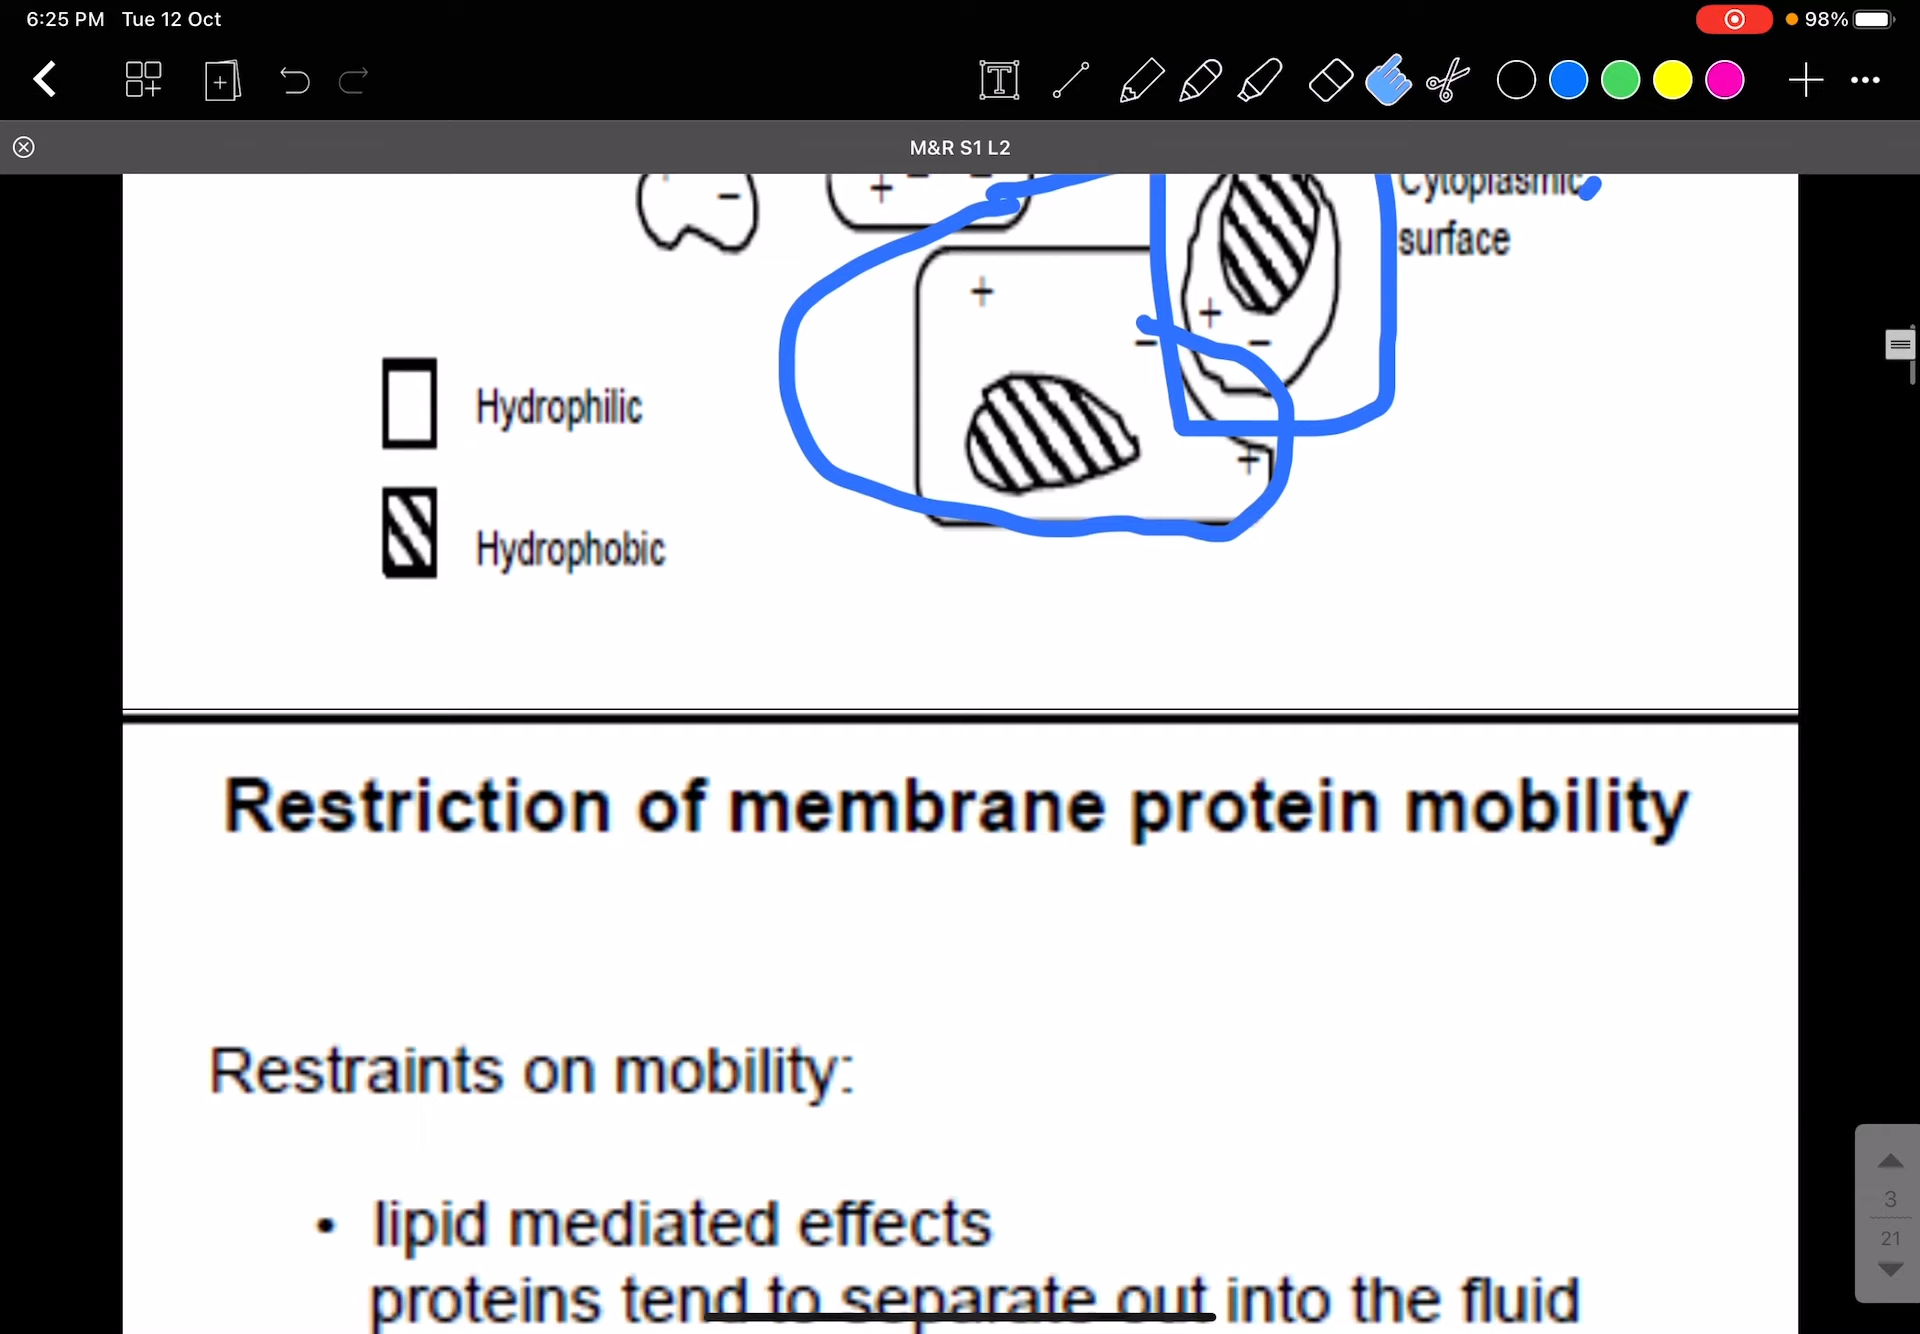 6:25 PM Tue 12 Oct
98%
T
M&R S1 L2
Cytoplasmic
surface
+
−
+
+
−
−
+
Hydrophilic
Hydrophobic
Restriction of membrane protein mobility
Restraints on mobility:
• lipid mediated effects
3
21
proteins tend to separate out into the fluid